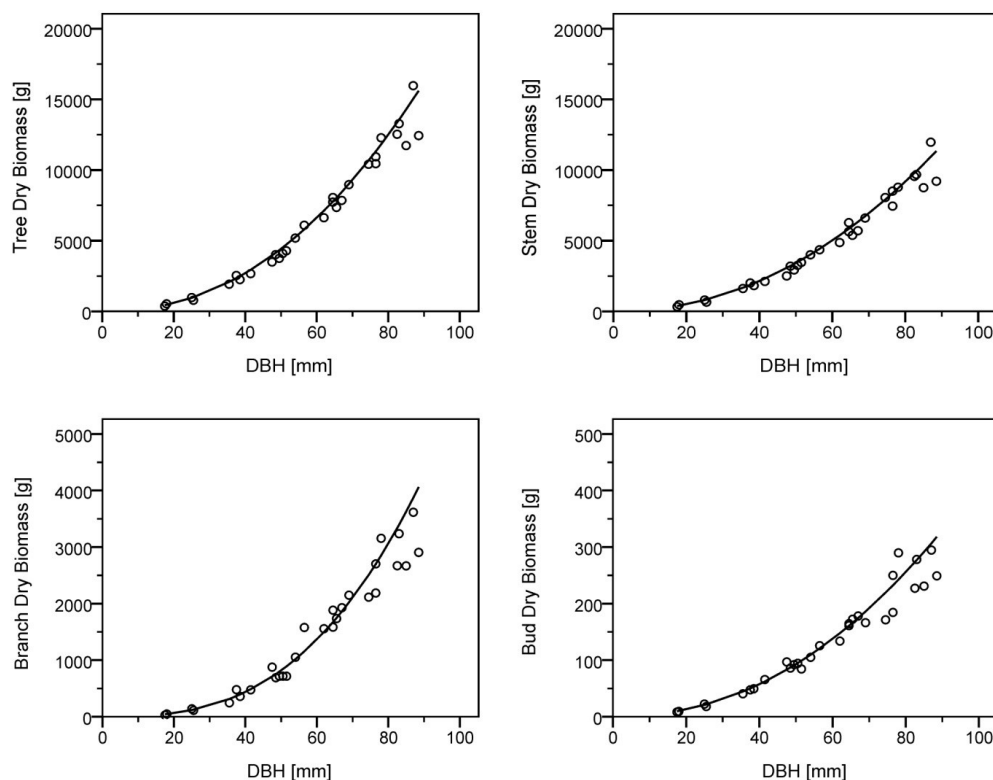 20000
15000
10000
5000
0
Tree Dry Biomass [g]
0 20 40 60 80 100
DBH [mm]
20000
15000
10000
5000
0
Stem Dry Biomass [g]
0 20 40 60 80 100
DBH [mm]
5000
4000
3000
2000
1000
0
Branch Dry Biomass [g]
0 20 40 60 80 100
DBH [mm]
500
400
300
200
100
0
Bud Dry Biomass [g]
0 20 40 60 80 100
DBH [mm]